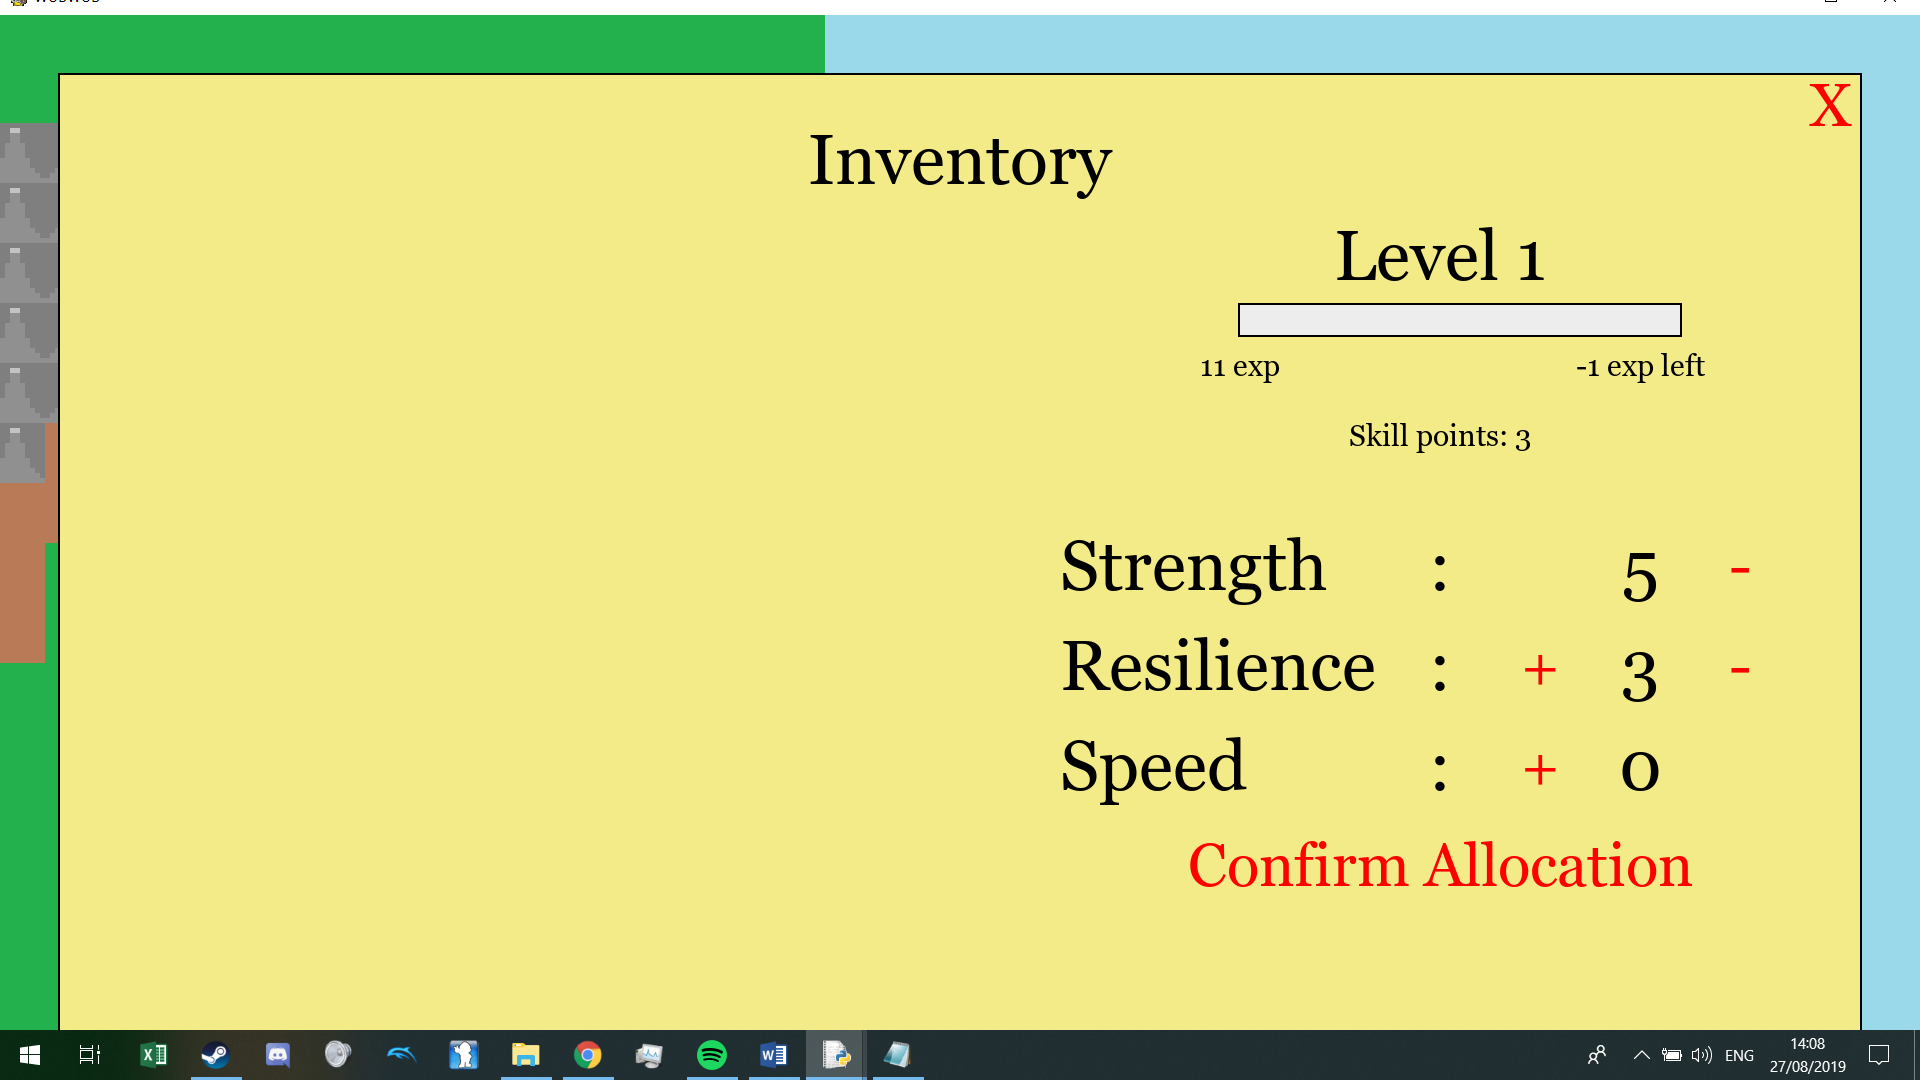 X
Inventory
Level 1
11 exp -1 exp left
Skill points: 3
Strength : 5 -
Resilience : + 3 -
Speed : + 0
Confirm Allocation
ENG
14:08
27/08/2019